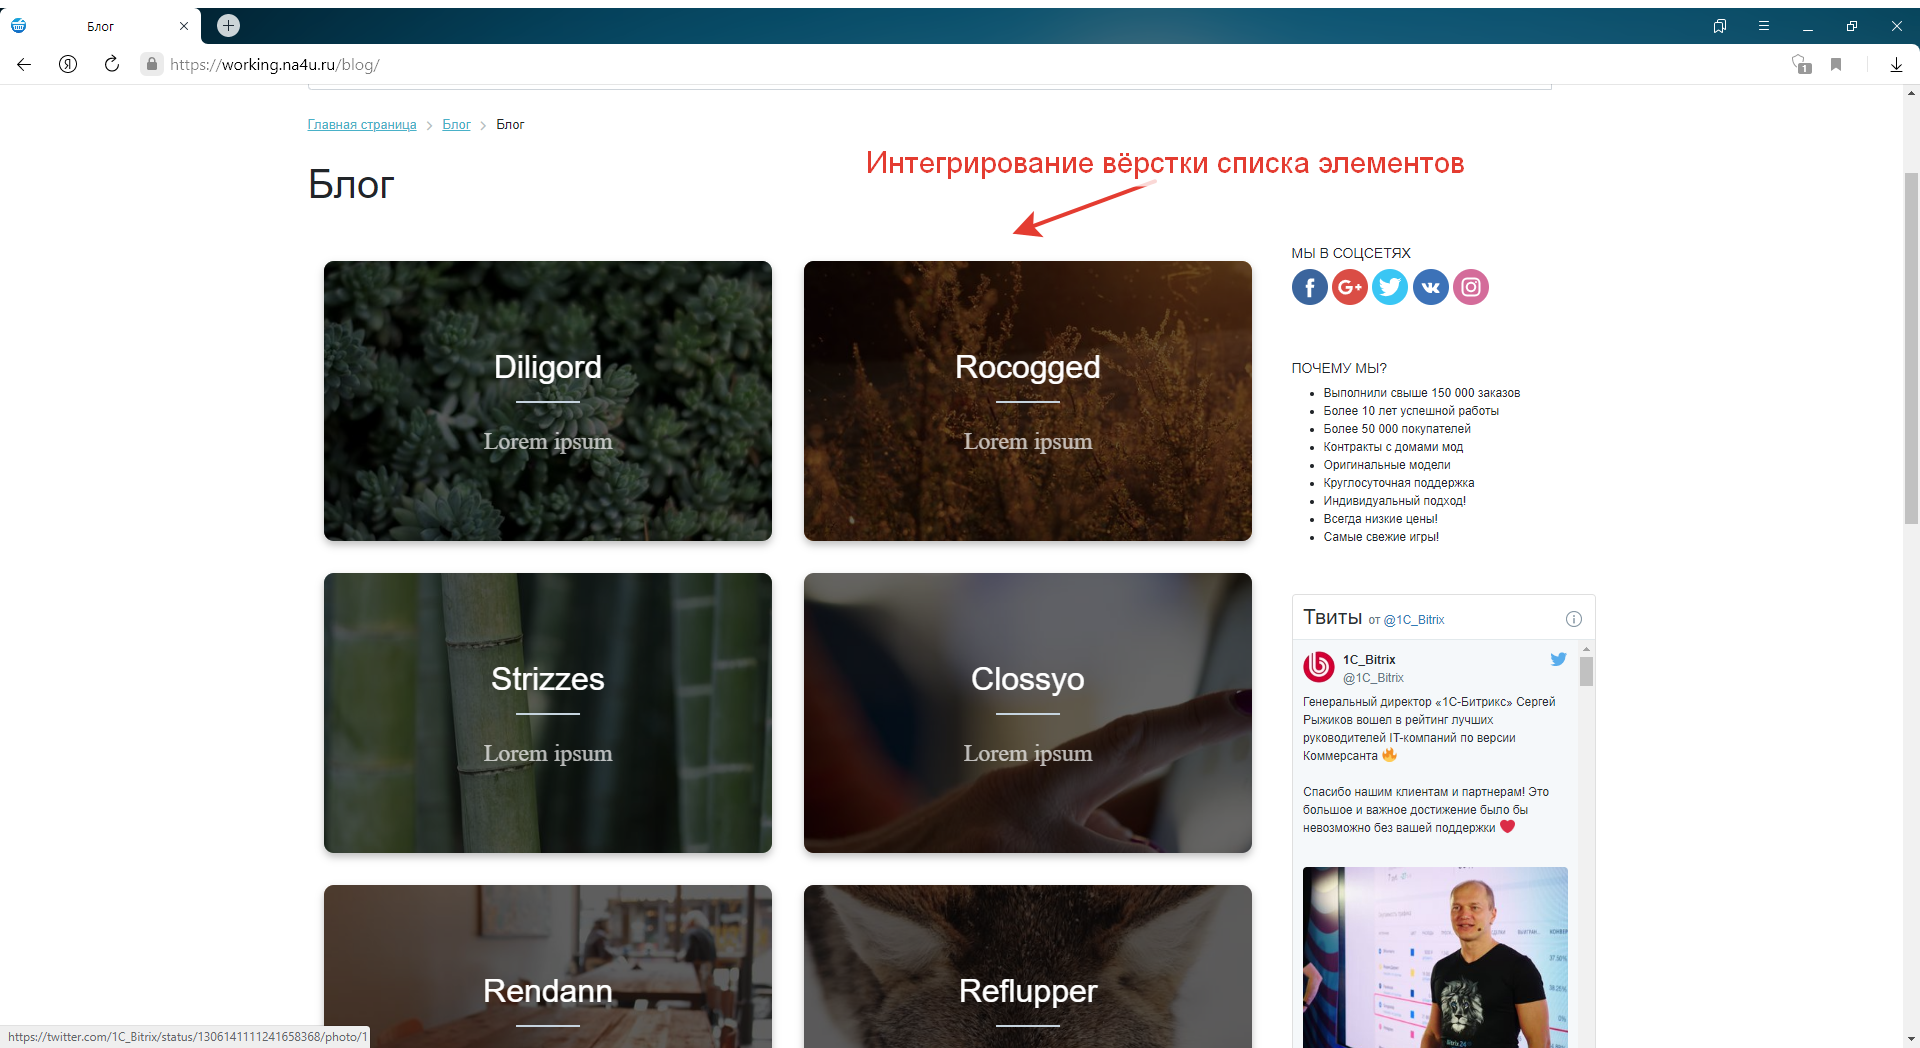 Блог
https://working.na4u.ru/blog/
1
Главная страница
Блог
Блог
Интегрирование вёрстки списка элементов
Блог
Diligord
Lorem ipsum
Rocogged
Lorem ipsum
Strizzes
Lorem ipsum
Clossyo
Lorem ipsum
Rendann
Reflupper
МЫ В СОЦСЕТЯХ
ПОЧЕМУ МЫ?
Выполнили свыше 150 000 заказов
Более 10 лет успешной работы
Более 50 000 покупателей
Контракты с домами мод
Оригинальные модели
Круглосуточная поддержка
Индивидуальный подход!
Всегда низкие цены!
Самые свежие игры!
Твиты от @1C_Bitrix
1C_Bitrix
@1C_Bitrix
Генеральный директор «1С-Битрикс» Сергей
Рыжиков вошел в рейтинг лучших
руководителей IT-компаний по версии
Коммерсанта 🔥
Спасибо нашим клиентам и партнерам! Это
большое и важное достижение было бы
невозможно без вашей поддержки ❤️
Bitrix24
https://twitter.com/1C_Bitrix/status/1306141111241658368/photo/1